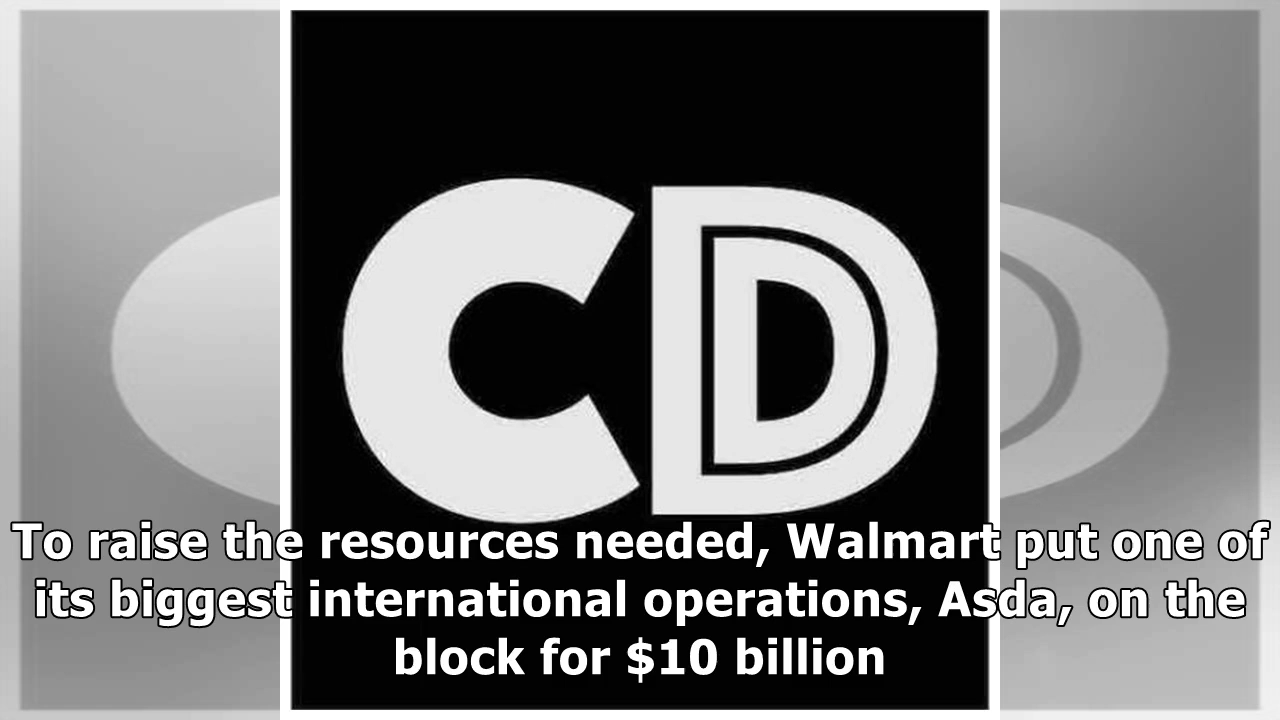 CD
To raise the resources needed, Walmart put one of
its biggest international operations, Asda, on the
block for $10 billion